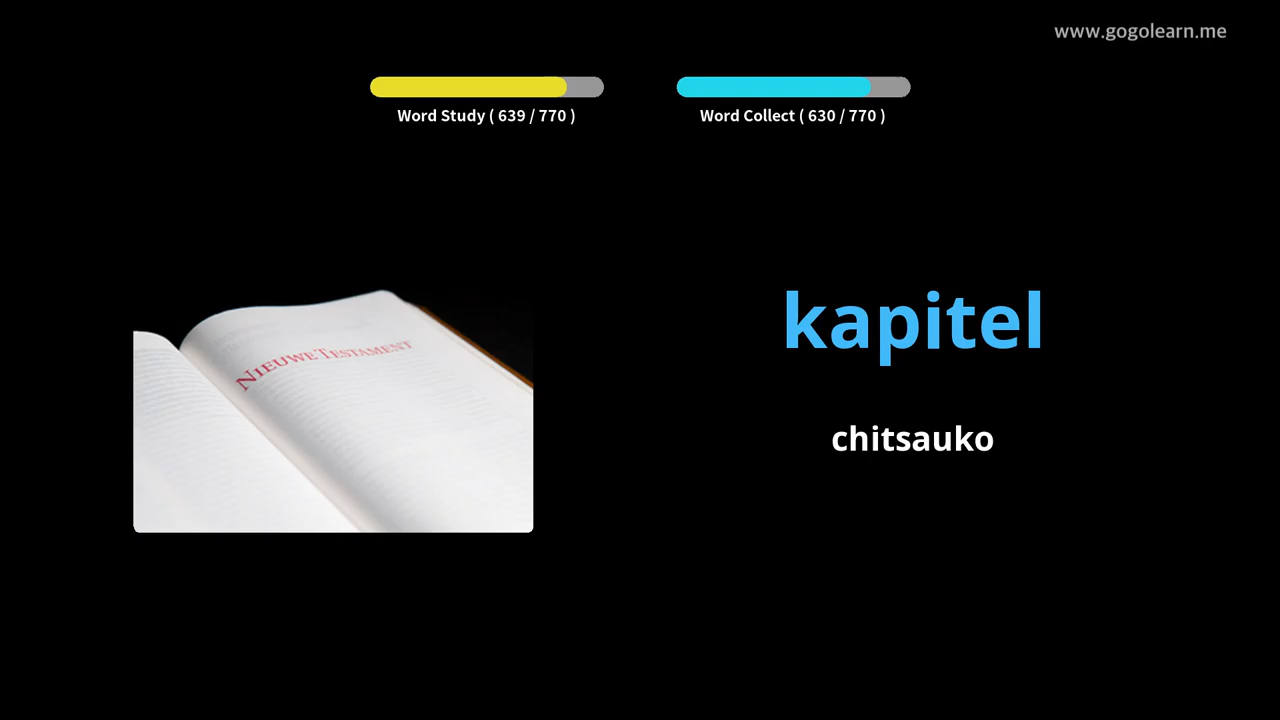 www.gogolearn.me
Word Study ( 639 / 770 )
Word Collect ( 630 / 770 )
NIEUWE TESTAMENT
kapitel
chitsauko